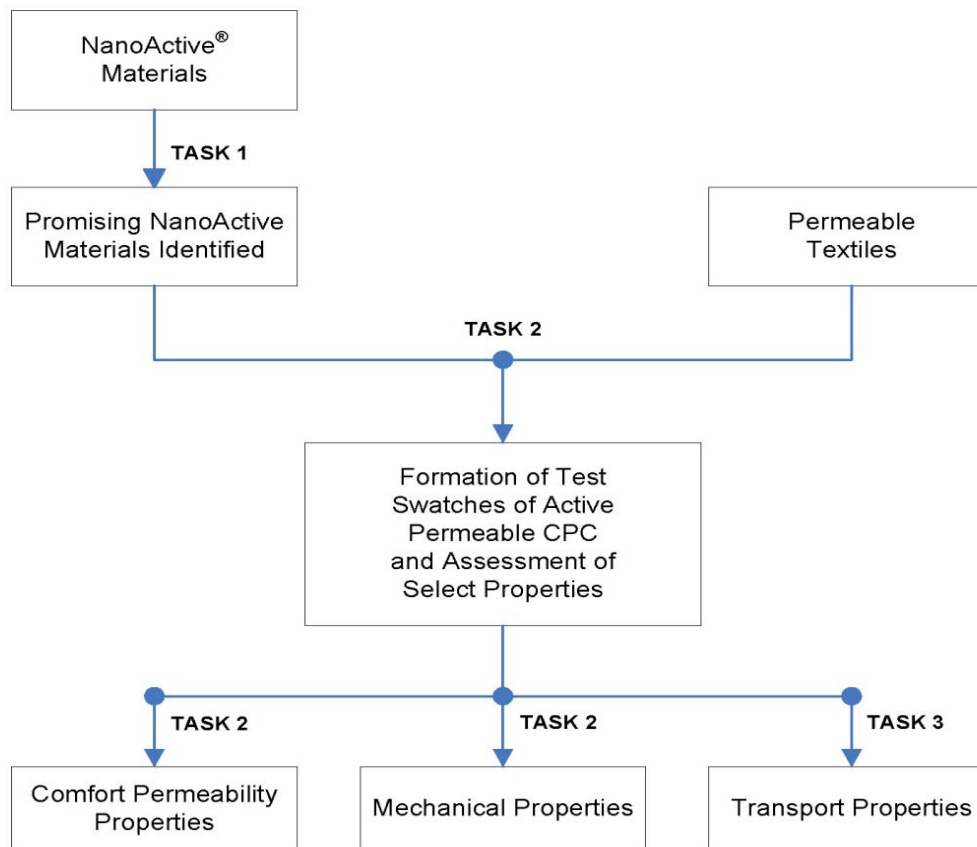 NanoActive®
Materials
TASK 1
Promising NanoActive
Materials Identified
Permeable
Textiles
TASK 2
Formation of Test
Swatches of Active
Permeable CPC
and Assessment of
Select Properties
TASK 2
TASK 2
TASK 3
Comfort Permeability
Properties
Mechanical Properties
Transport Properties